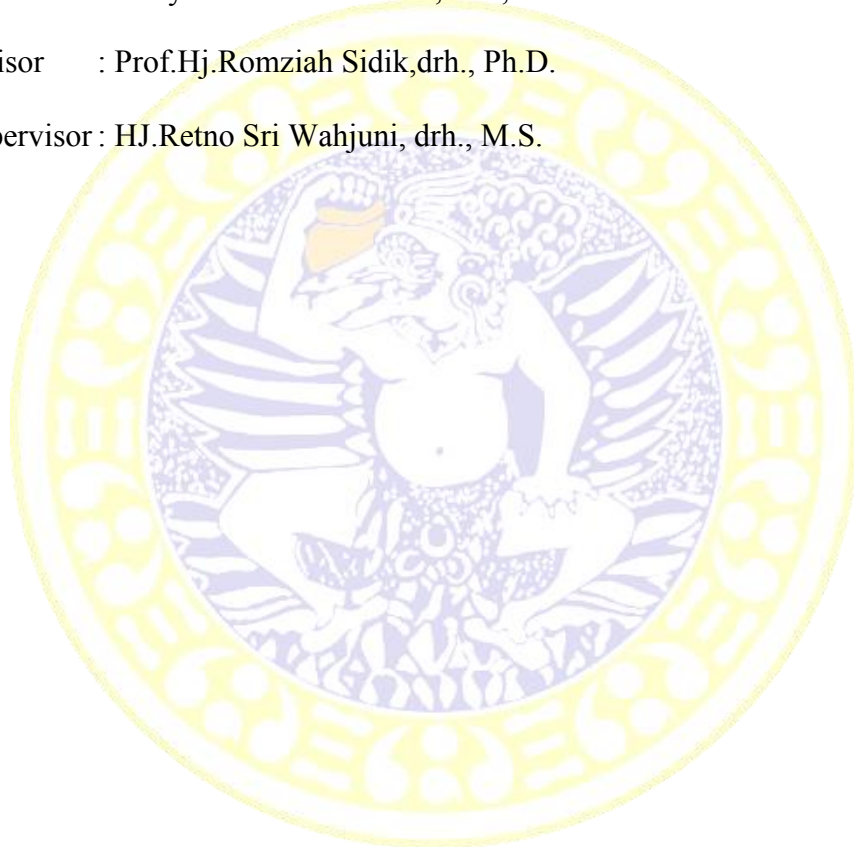 isor : Prof.Hj.Romziah Sidik,drh., Ph.D.
pervisor : HJ.Retno Sri Wahjuni, drh., M.S.